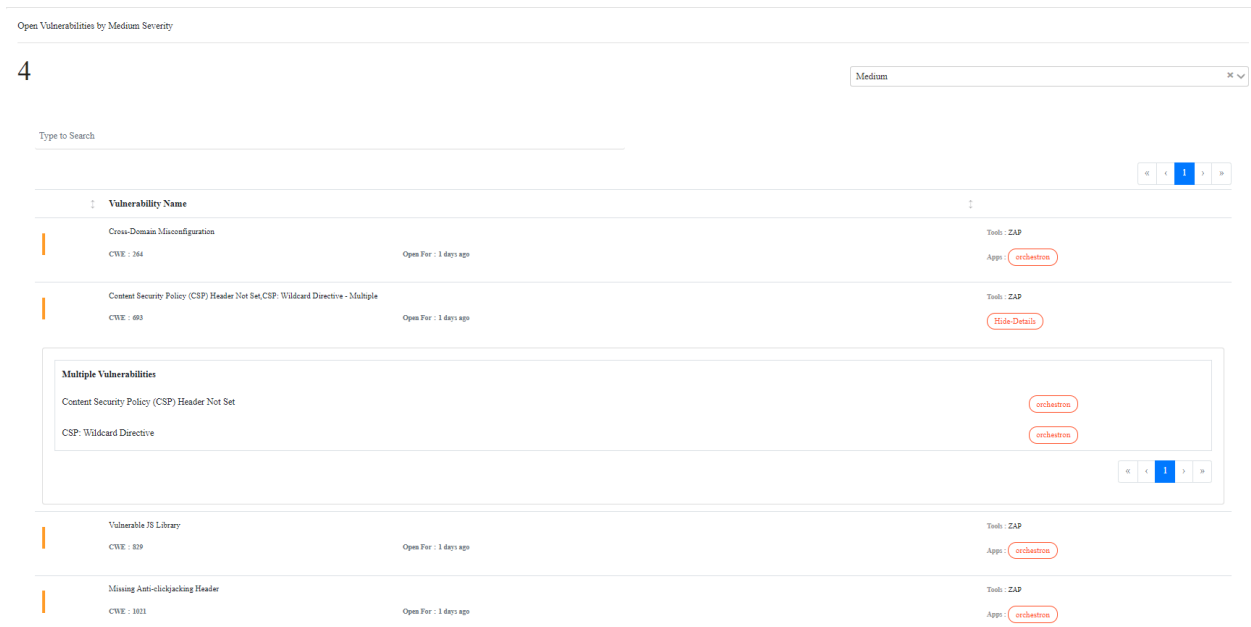 Open Vulnerabilities by Medium Severity
4
Medium
Type to Search
« ‹ 1 › »
Vulnerability Name
Cross-Domain Misconfiguration
Tools : ZAP
CWE : 264
Open For : 1 days ago
Apps : orchestron
Content Security Policy (CSP) Header Not Set,CSP: Wildcard Directive - Multiple
Tools : ZAP
CWE : 693
Open For : 1 days ago
Hide-Details
Multiple Vulnerabilities
Content Security Policy (CSP) Header Not Set
orchestron
CSP: Wildcard Directive
orchestron
« ‹ 1 › »
Vulnerable JS Library
Tools : ZAP
CWE : 829
Open For : 1 days ago
Apps : orchestron
Missing Anti-clickjacking Header
Tools : ZAP
CWE : 1021
Open For : 1 days ago
Apps : orchestron